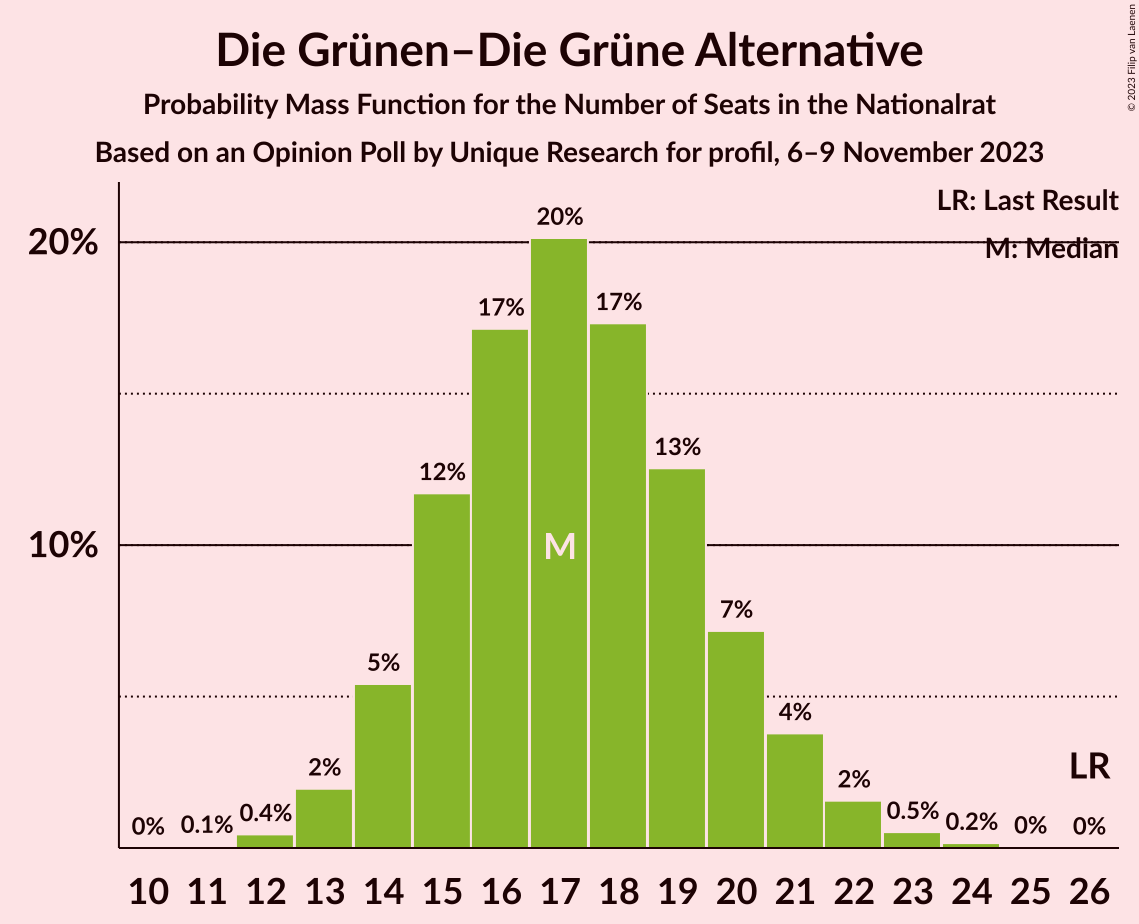 Die Grünen–Die Grüne Alternative
Probability Mass Function for the Number of Seats in the Nationalrat
Based on an Opinion Poll by Unique Research for profil, 6–9 November 2023
© 2023 Filip van Laenen
LR: Last Result
M: Median
20%
10%
0% 0.1% 0.4% 2% 5% 12% 17% 20% 17% 13% 7% 4% 2% 0.5% 0.2% 0% 0%
M
LR
10 11 12 13 14 15 16 17 18 19 20 21 22 23 24 25 26